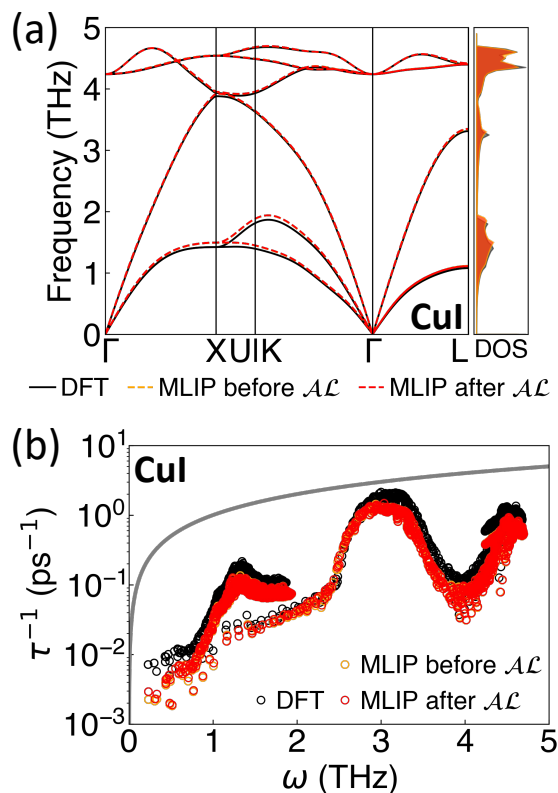 (a)
Frequency (THz)
5
4
3
2
1
0
Γ X U|K Γ L DOS
CuI
DFT MLIP before AL MLIP after AL
(b)
τ⁻¹ (ps⁻¹)
10¹
10⁰
10⁻¹
10⁻²
10⁻³
CuI
MLIP before AL
DFT MLIP after AL
0 1 2 3 4 5
ω (THz)